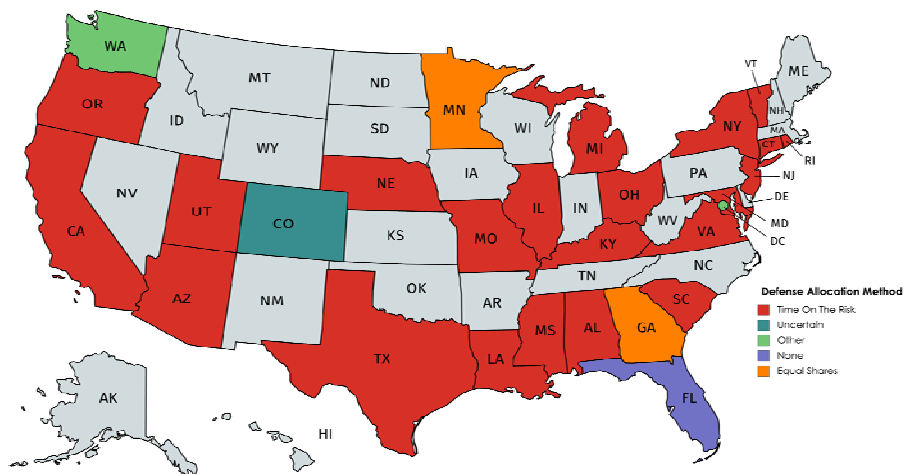 WA
MT
ND
MN
VT
ME
OR
ID
SD
WI
NH
NY
MA
WY
MI
CT
RI
IA
PA
NJ
NE
NV
UT
CO
IL
IN
OH
DE
WV
MD
CA
KS
MO
KY
VA
DC
AZ
NM
OK
AR
TN
NC
SC
TX
LA
MS
AL
GA
FL
AK
HI
Defense Allocation Method
Time On The Risk
Uncertain
Other
None
Equal Shares